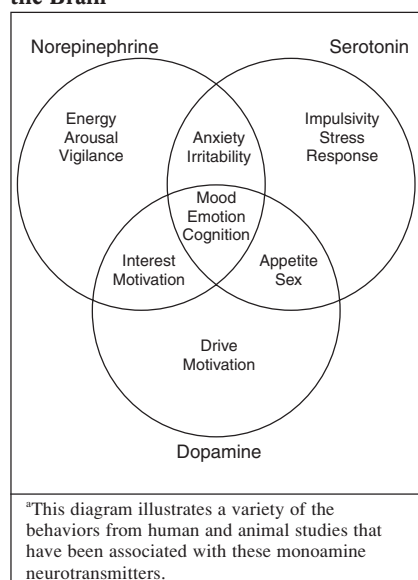 the Brain
Norepinephrine
Serotonin
Energy
Arousal
Vigilance
Anxiety
Irritability
Impulsivity
Stress
Response
Mood
Emotion
Cognition
Interest
Motivation
Appetite
Sex
Drive
Motivation
Dopamine
ᵃThis diagram illustrates a variety of the
behaviors from human and animal studies that
have been associated with these monoamine
neurotransmitters.